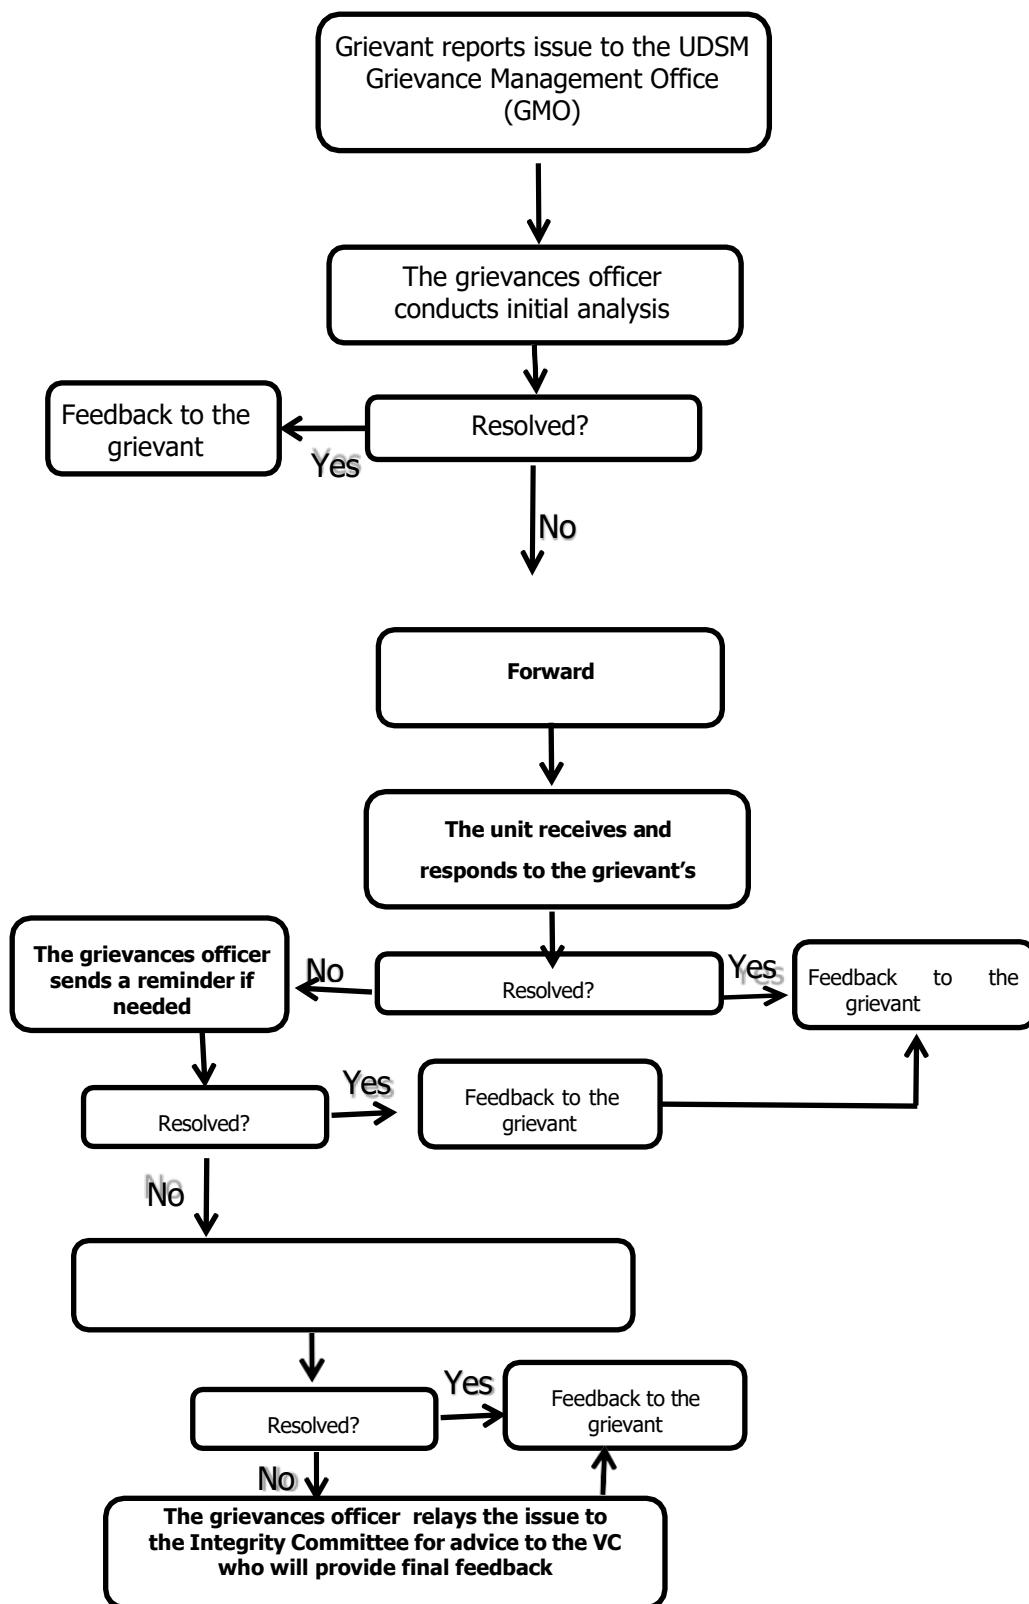 Grievant reports issue to the UDSM
Grievance Management Office
(GMO)
The grievances officer
conducts initial analysis
Feedback to the
grievant
Yes
Resolved?
No
Forward
The unit receives and
responds to the grievant’s
The grievances officer
sends a reminder if
needed
No
Resolved?
Yes
Feedback to the
grievant
Resolved?
Yes
Feedback to the
grievant
No
Resolved?
Yes
Feedback to the
grievant
No
The grievances officer relays the issue to
the Integrity Committee for advice to the VC
who will provide final feedback